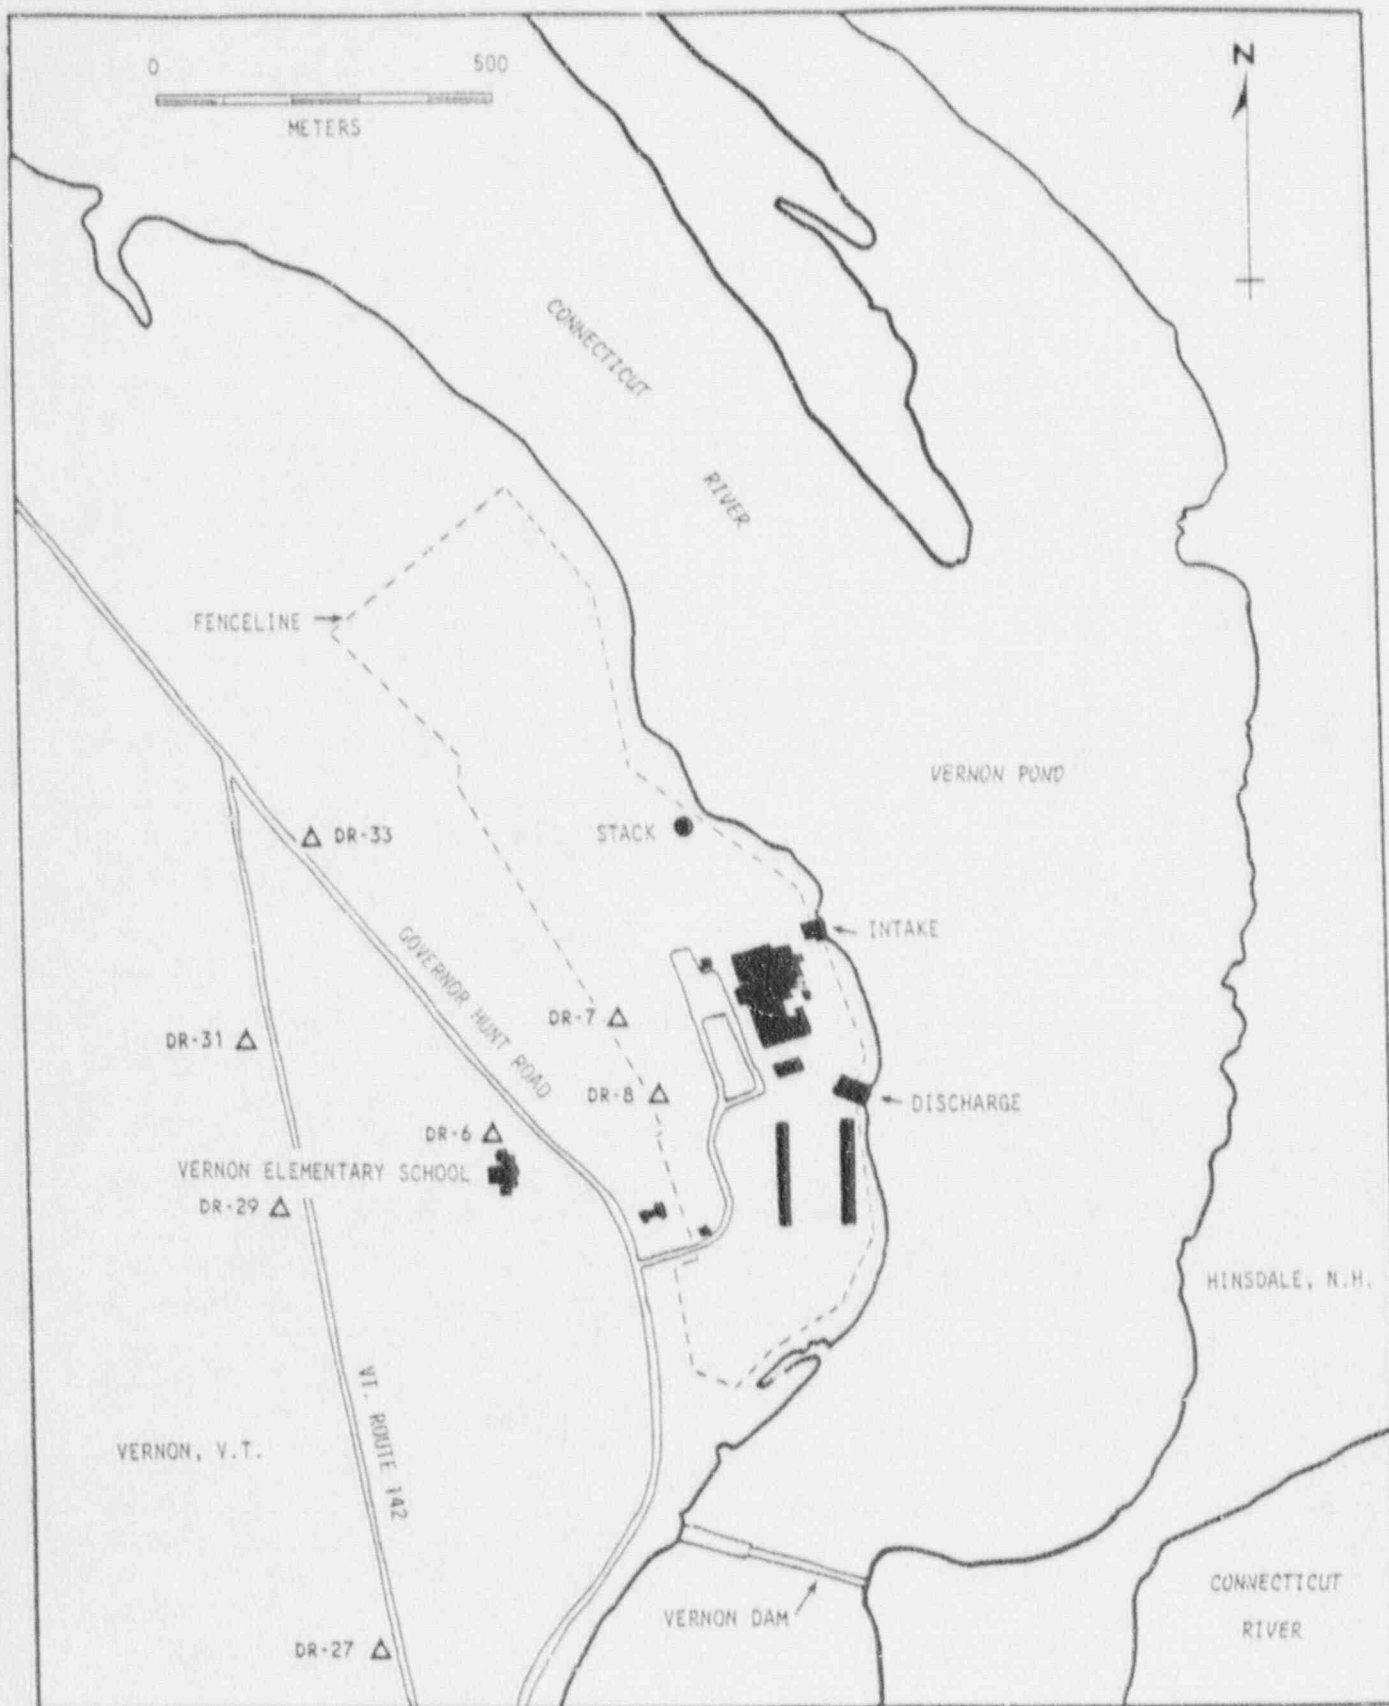 0 500
METERS
N
CONNECTICUT
RIVER
FENCELINE
VERNON POND
STACK
DR-33
INTAKE
GOVERNOR HUNT ROAD
DR-7
DR-31
DR-8
DISCHARGE
DR-6
VERNON ELEMENTARY SCHOOL
DR-29
HINSDALE, N.H.
VT. ROUTE 142
VERNON, V.T.
CONNECTICUT
RIVER
VERNON DAM
DR-27